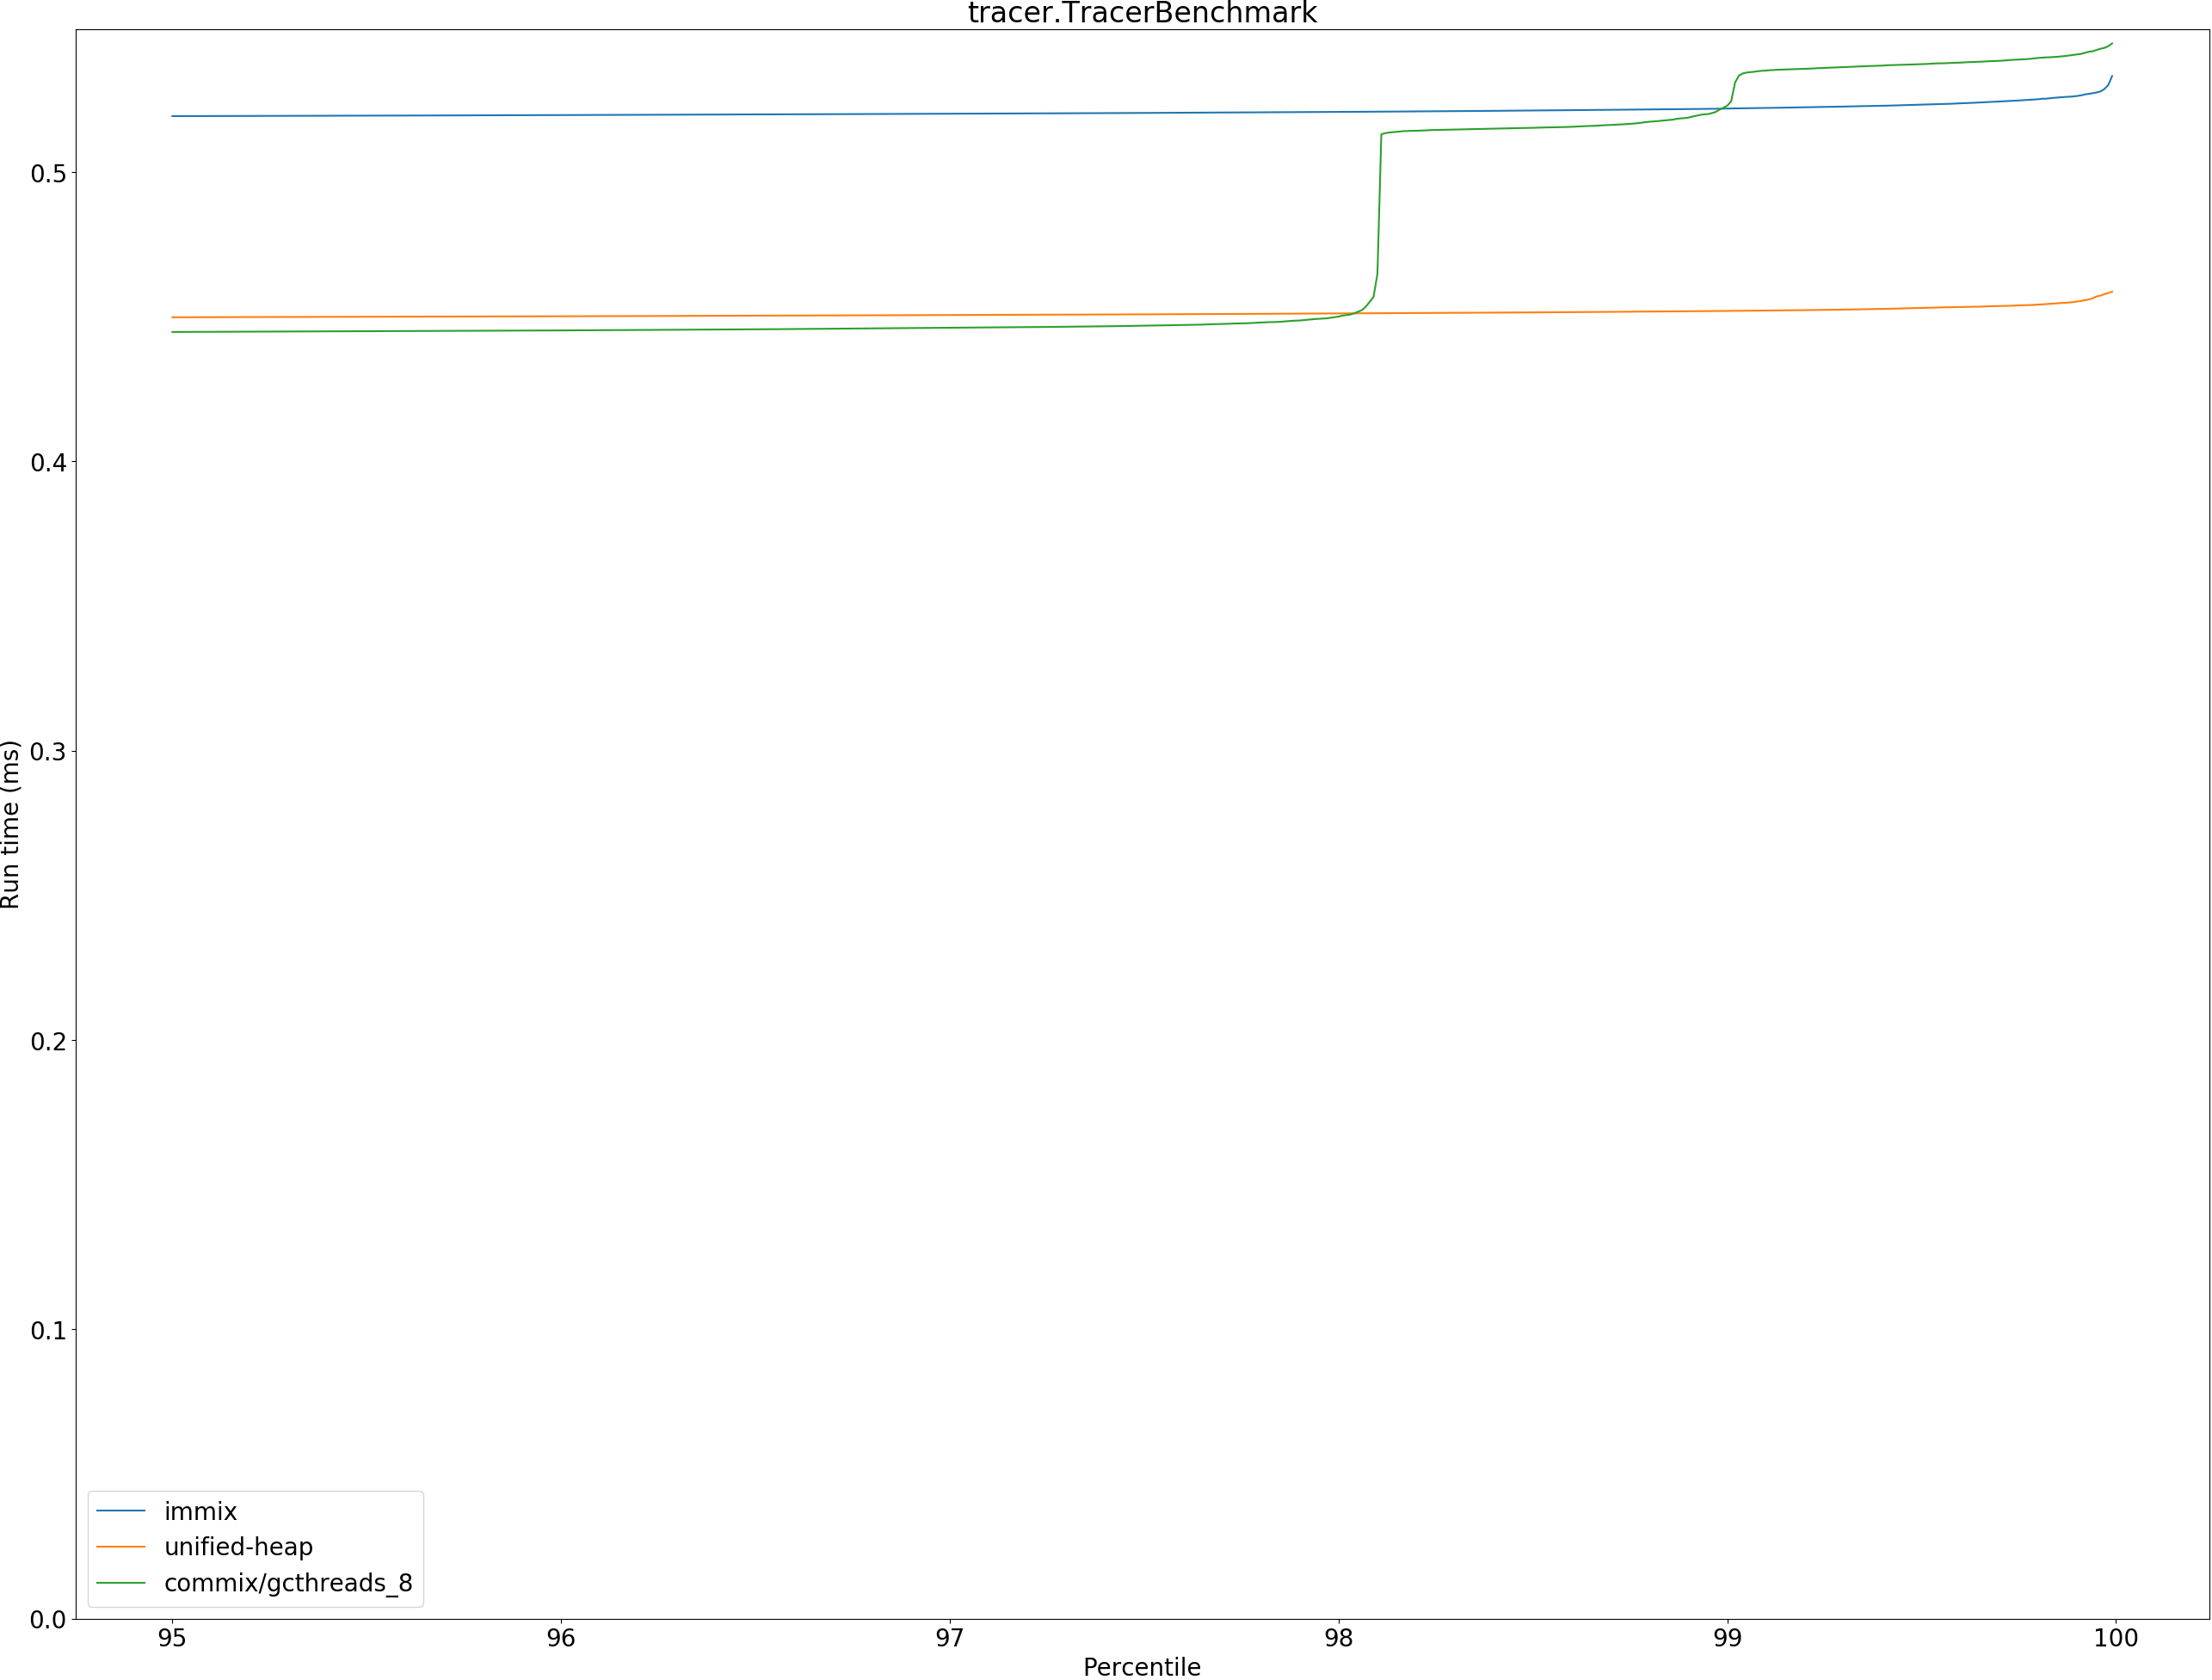 tracer.TracerBenchmark
Run time (ms)
0.5
0.4
0.3
0.2
0.1
0.0
immix
unified-heap
commix/gcthreads_8
95 96 97 98 99 100
Percentile